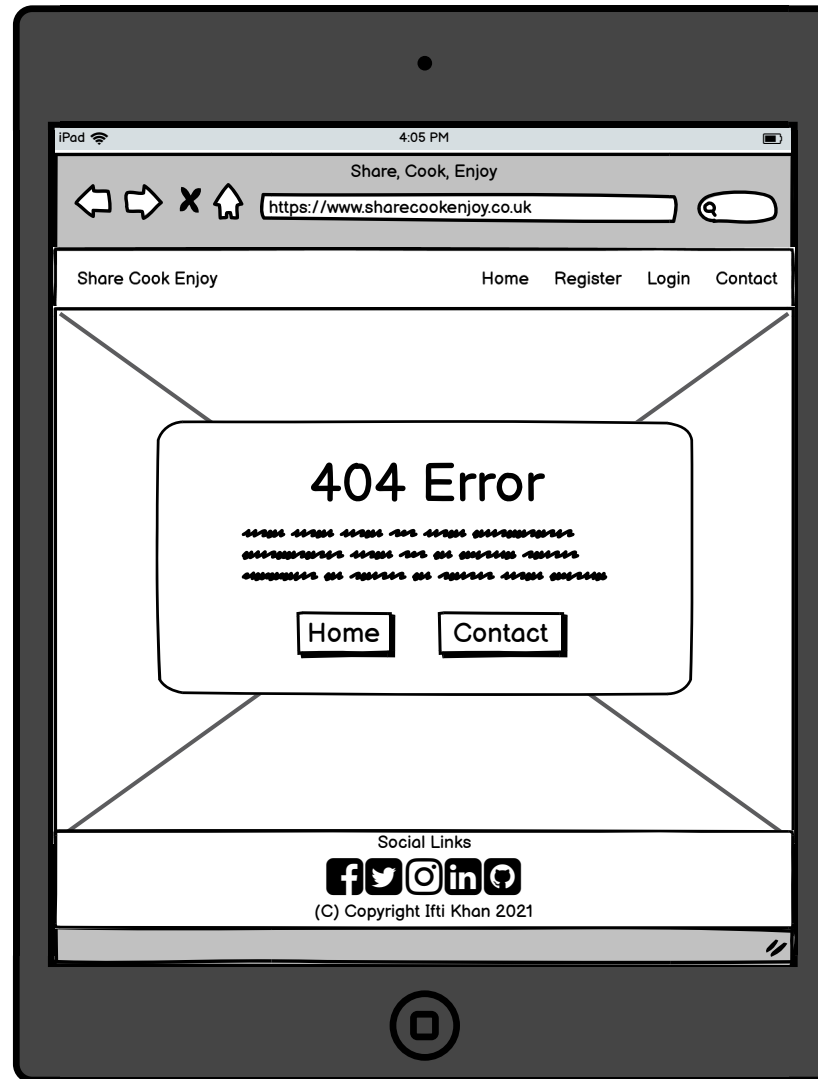 iPad 4:05 PM
Share, Cook, Enjoy
https://www.sharecookenjoy.co.uk
Share Cook Enjoy Home Register Login Contact
404 Error
Home Contact
Social Links
(C) Copyright Ifti Khan 2021